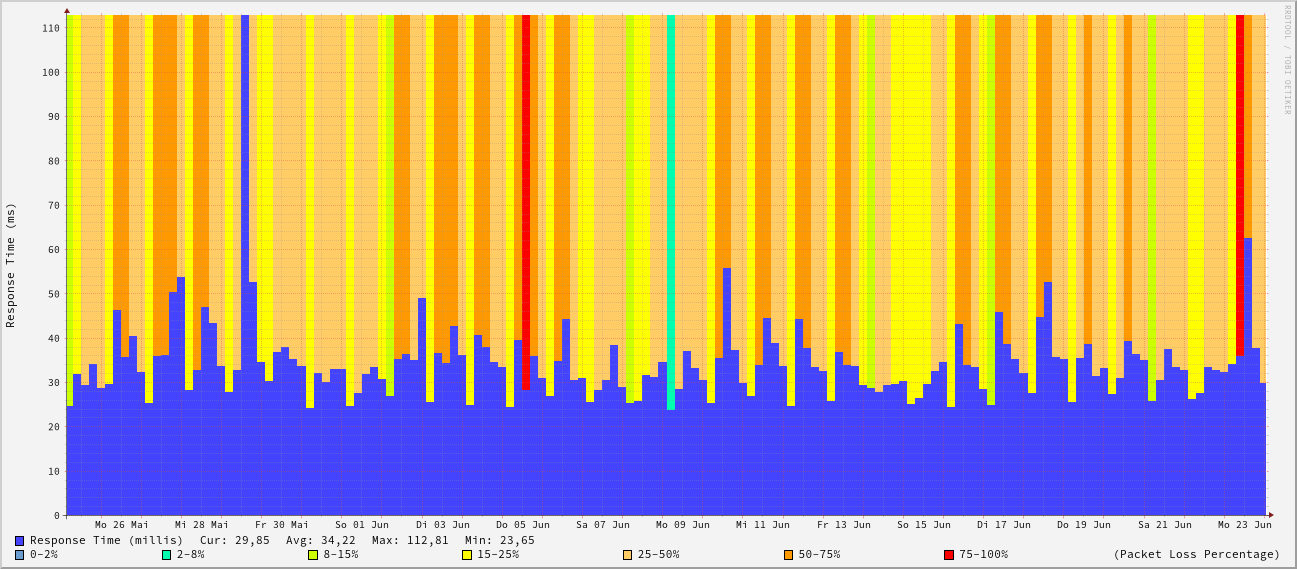 RRDTOOL / TOBI OETIKER
Response Time (ms)
110
100
90
80
70
60
50
40
30
20
10
0
Mo 26 Mai Mi 28 Mai Fr 30 Mai So 01 Jun Di 03 Jun Do 05 Jun Sa 07 Jun Mo 09 Jun Mi 11 Jun Fr 13 Jun So 15 Jun Di 17 Jun Do 19 Jun Sa 21 Jun Mo 23 Jun
Response Time (millis) Cur: 29,85 Avg: 34,22 Max: 112,81 Min: 23,65
0-2% 2-8% 8-15% 15-25% 25-50% 50-75% 75-100% (Packet Loss Percentage)